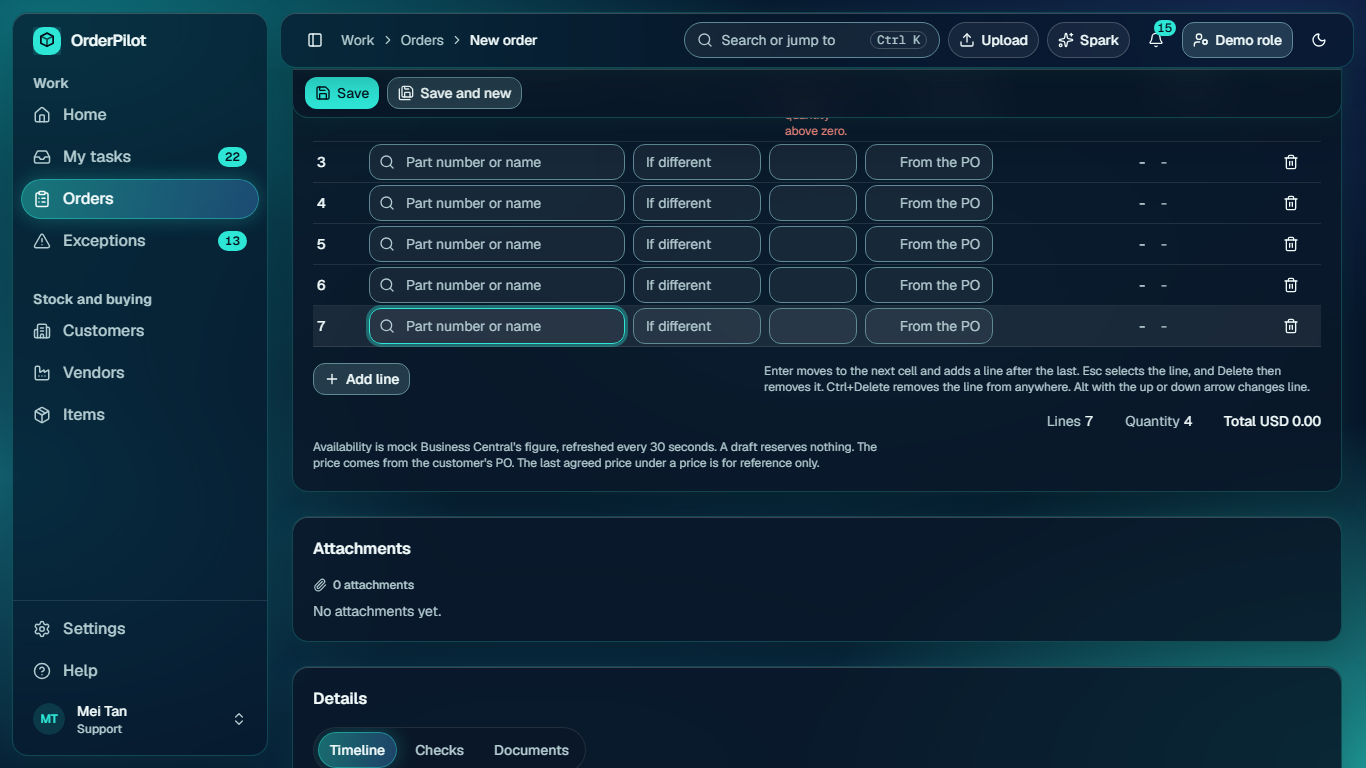 OrderPilot
Work
Home
My tasks 22
Orders
Exceptions 13
Stock and buying
Customers
Vendors
Items
Settings
Help
MT
Mei Tan
Support
Work > Orders > New order
Search or jump to Ctrl K
Upload
Spark
15
Demo role
Save
Save and new
above zero.
3 Part number or name If different From the PO - -
4 Part number or name If different From the PO - -
5 Part number or name If different From the PO - -
6 Part number or name If different From the PO - -
7 Part number or name If different From the PO - -
Add line
Enter moves to the next cell and adds a line after the last. Esc selects the line, and Delete then
removes it. Ctrl+Delete removes the line from anywhere. Alt with the up or down arrow changes line.
Lines 7 Quantity 4 Total USD 0.00
Availability is mock Business Central's figure, refreshed every 30 seconds. A draft reserves nothing. The
price comes from the customer's PO. The last agreed price under a price is for reference only.
Attachments
0 attachments
No attachments yet.
Details
Timeline
Checks
Documents